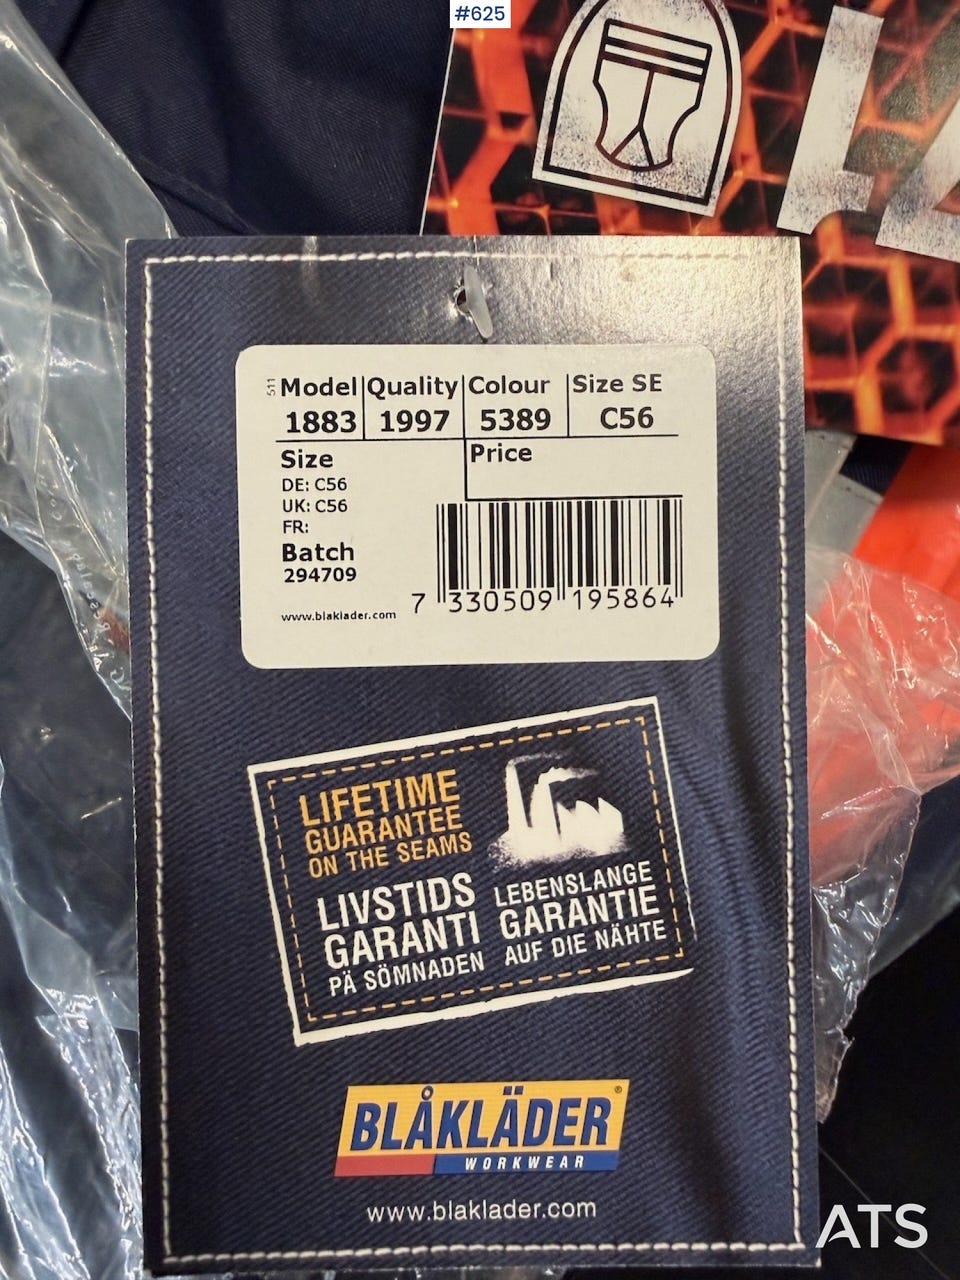 #625
511
Model Quality Colour Size SE
1883 1997 5389 C56
Size
Price
DE: C56
UK: C56
FR:
Batch
294709
7 330509 195864
www.blaklader.com
LIFETIME
GUARANTEE
ON THE SEAMS
LIVSTIDS
GARANTI
PÅ SÖMNADEN
LEBENSLANGE
GARANTIE
AUF DIE NÄHTE
BLÅKLÄDER®
WORKWEAR
www.blaklader.com
ATS